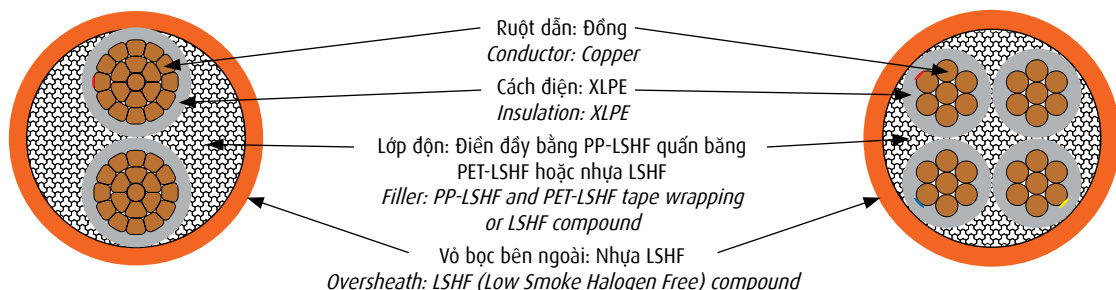 Ruột dẫn: Đồng
Conductor: Copper
Cách điện: XLPE
Insulation: XLPE
Lớp độn: Điền đầy bằng PP-LSHF quấn băng
PET-LSHF hoặc nhựa LSHF
Filler: PP-LSHF and PET-LSHF tape wrapping
or LSHF compound
Vỏ bọc bên ngoài: Nhựa LSHF
Oversheath: LSHF (Low Smoke Halogen Free) compound